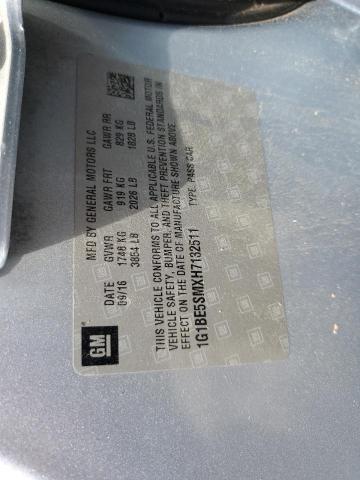 MFD BY GENERAL MOTORS LLC
DATE GVWR GAWR FRT GAWR RR
09/16 1748 KG 919 KG 829 KG
3854 LB 2026 LB 1828 LB
GM
THIS VEHICLE CONFORMS TO ALL APPLICABLE U.S. FEDERAL MOTOR
VEHICLE SAFETY, BUMPER, AND THEFT PREVENTION STANDARDS IN
EFFECT ON THE DATE OF MANUFACTURE SHOWN ABOVE.
1G1BE5SMXH7132511 TYPE: PASS CAR